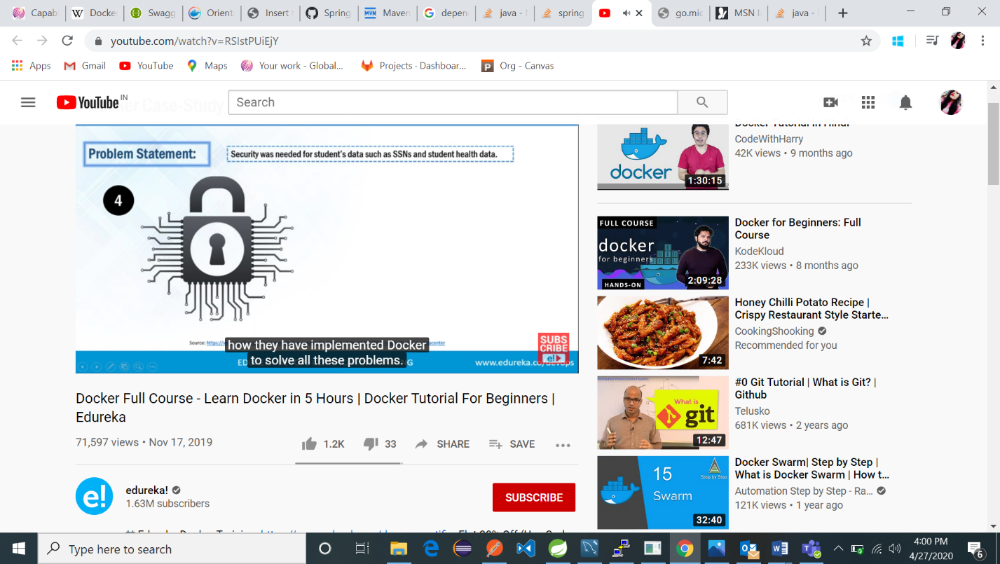 Capab
Docke
Swagg
Orient
Insert
Spring
Maven
depen
java -
spring
go.mic
MSN I
java -
youtube.com/watch?v=RSIstPUiEjY
Apps
Gmail
YouTube
Maps
Your work - Global...
Projects · Dashboar...
Org - Canvas
YouTube IN
Search
Problem Statement:
Security was needed for student's data such as SSNs and student health data.
4
Source:
how they have implemented Docker
to solve all these problems.
SUBS
CRIBE
e!
www.edureka.co/devops
Docker Full Course - Learn Docker in 5 Hours | Docker Tutorial For Beginners |
Edureka
71,597 views • Nov 17, 2019
1.2K
33
SHARE
SAVE
e!
edureka!
1.63M subscribers
SUBSCRIBE
Docker Tutorial in Hindi
CodeWithHarry
42K views • 9 months ago
docker
1:30:15
FULL COURSE
docker
for beginners
HANDS-ON
2:09:28
Docker for Beginners: Full
Course
KodeKloud
233K views • 8 months ago
7:42
Honey Chilli Potato Recipe |
Crispy Restaurant Style Starte...
CookingShooking
Recommended for you
What is
git
12:47
#0 Git Tutorial | What is Git? |
Github
Telusko
681K views • 2 years ago
15
Swarm
Step by Step
32:40
Docker Swarm| Step by Step |
What is Docker Swarm | How t...
Automation Step by Step - Ra...
121K views • 1 year ago
Type here to search
4:00 PM
4/27/2020
6